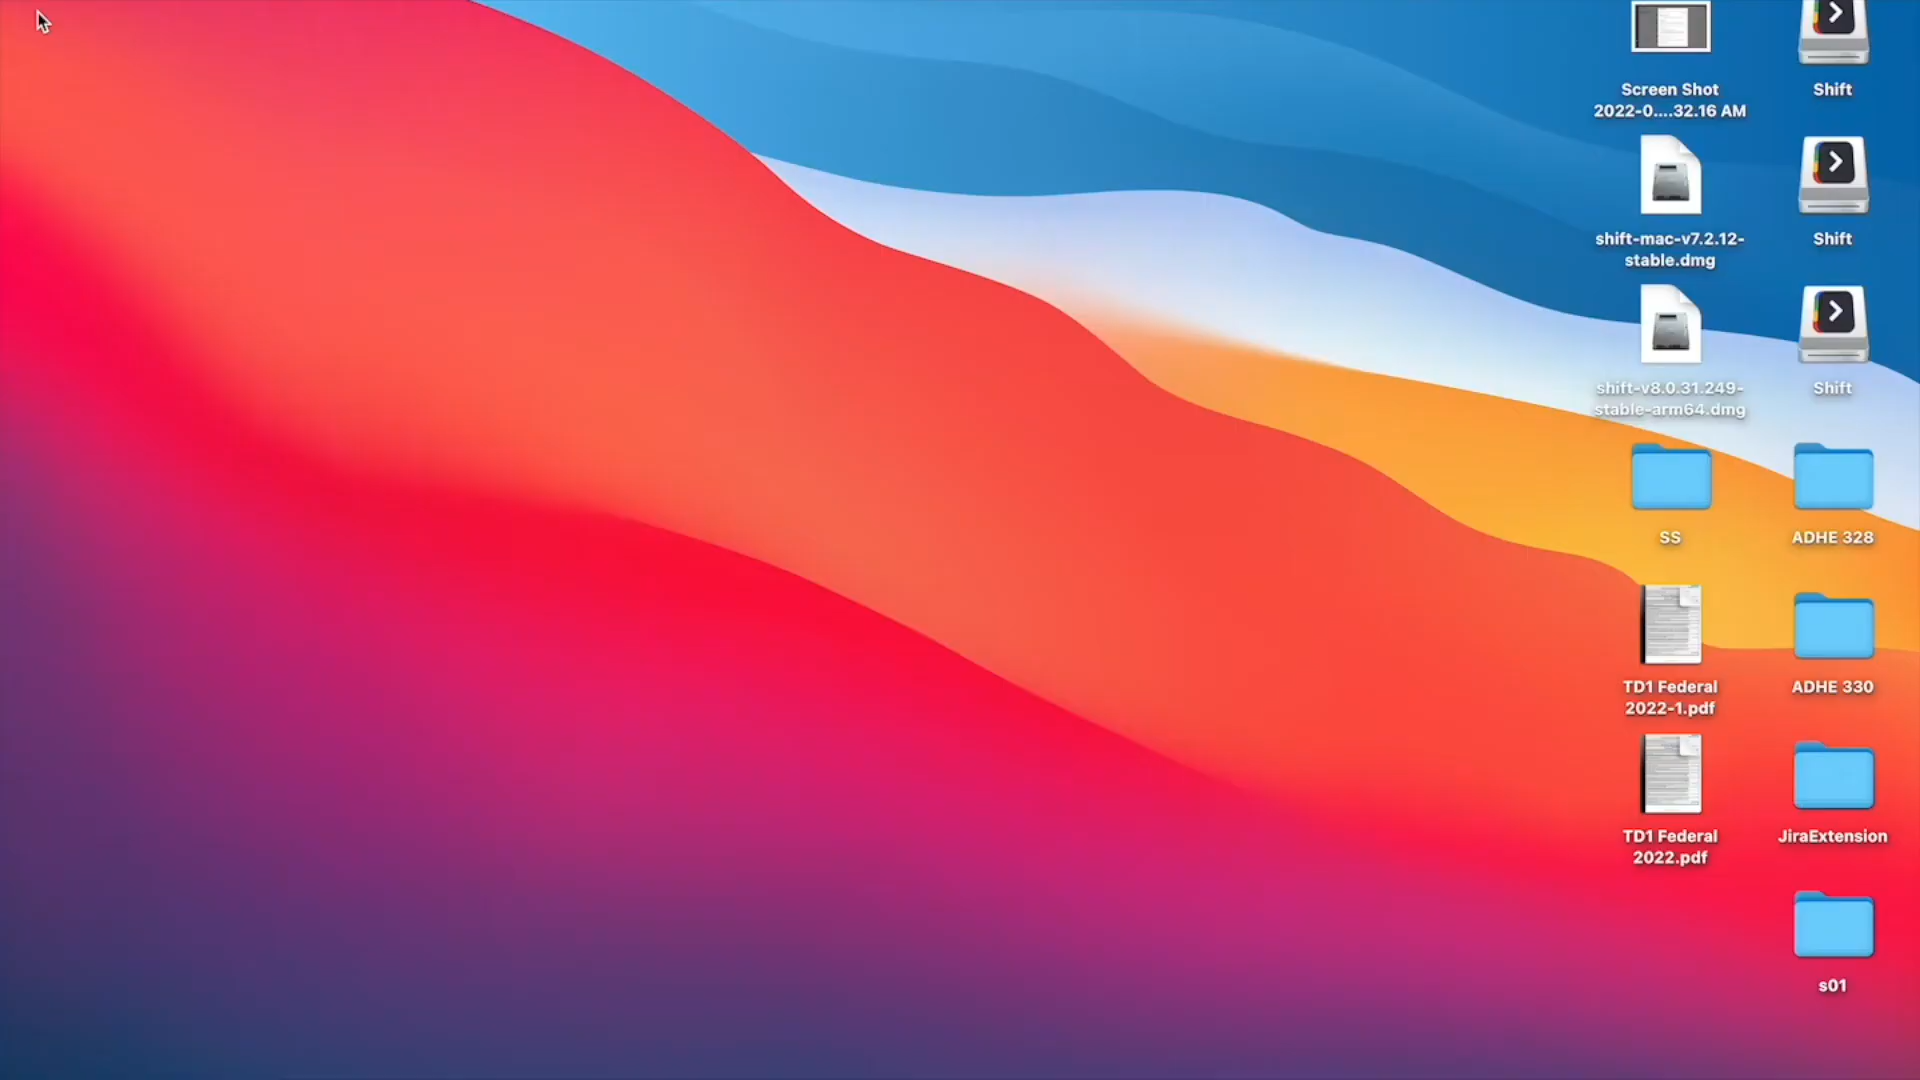 Screen Shot
2022-0....32.16 AM
Shift
shift-mac-v7.2.12-
stable.dmg
Shift
shift-v8.0.31.249-
stable-arm64.dmg
Shift
SS
ADHE 328
TD1 Federal
2022-1.pdf
ADHE 330
TD1 Federal
2022.pdf
JiraExtension
s01